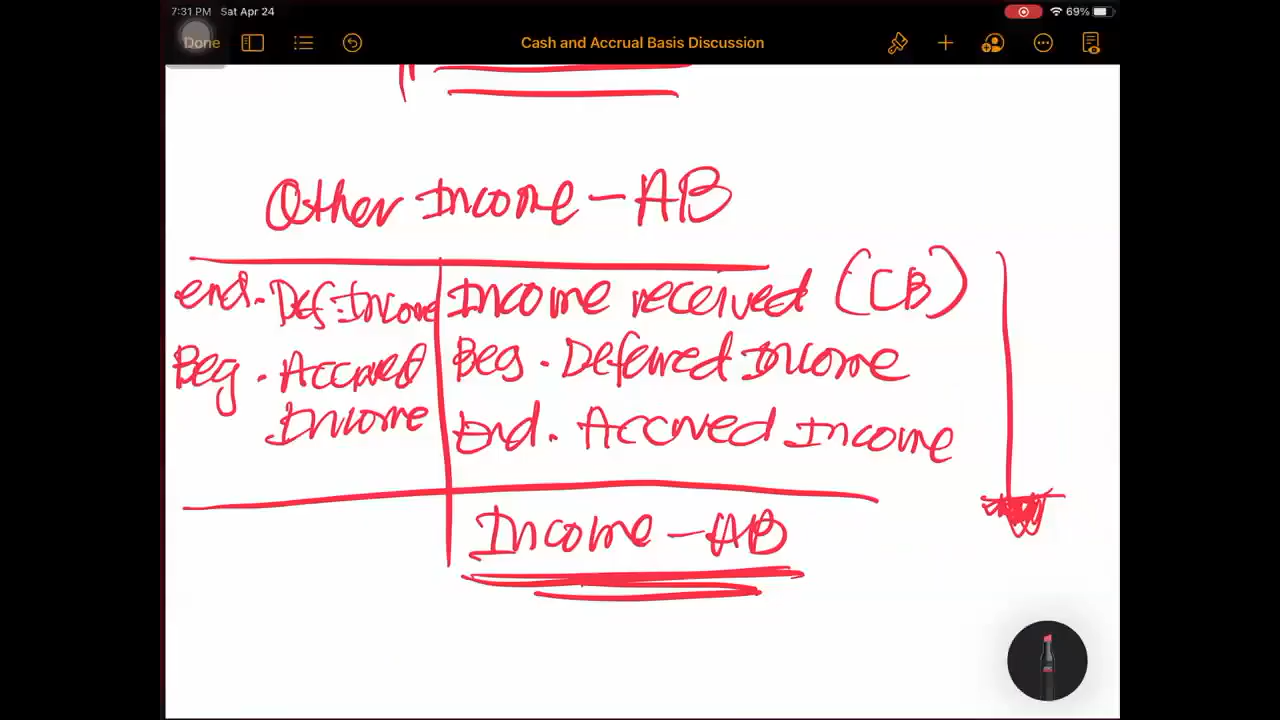 7:31 PM Sat Apr 24
69%
Done
Cash and Accrual Basis Discussion
Other Income - AB
end. Def. Income
Beg. Accrued
Income
Income received (CB)
Beg. Deferred Income
End. Accrued Income
Income - AB